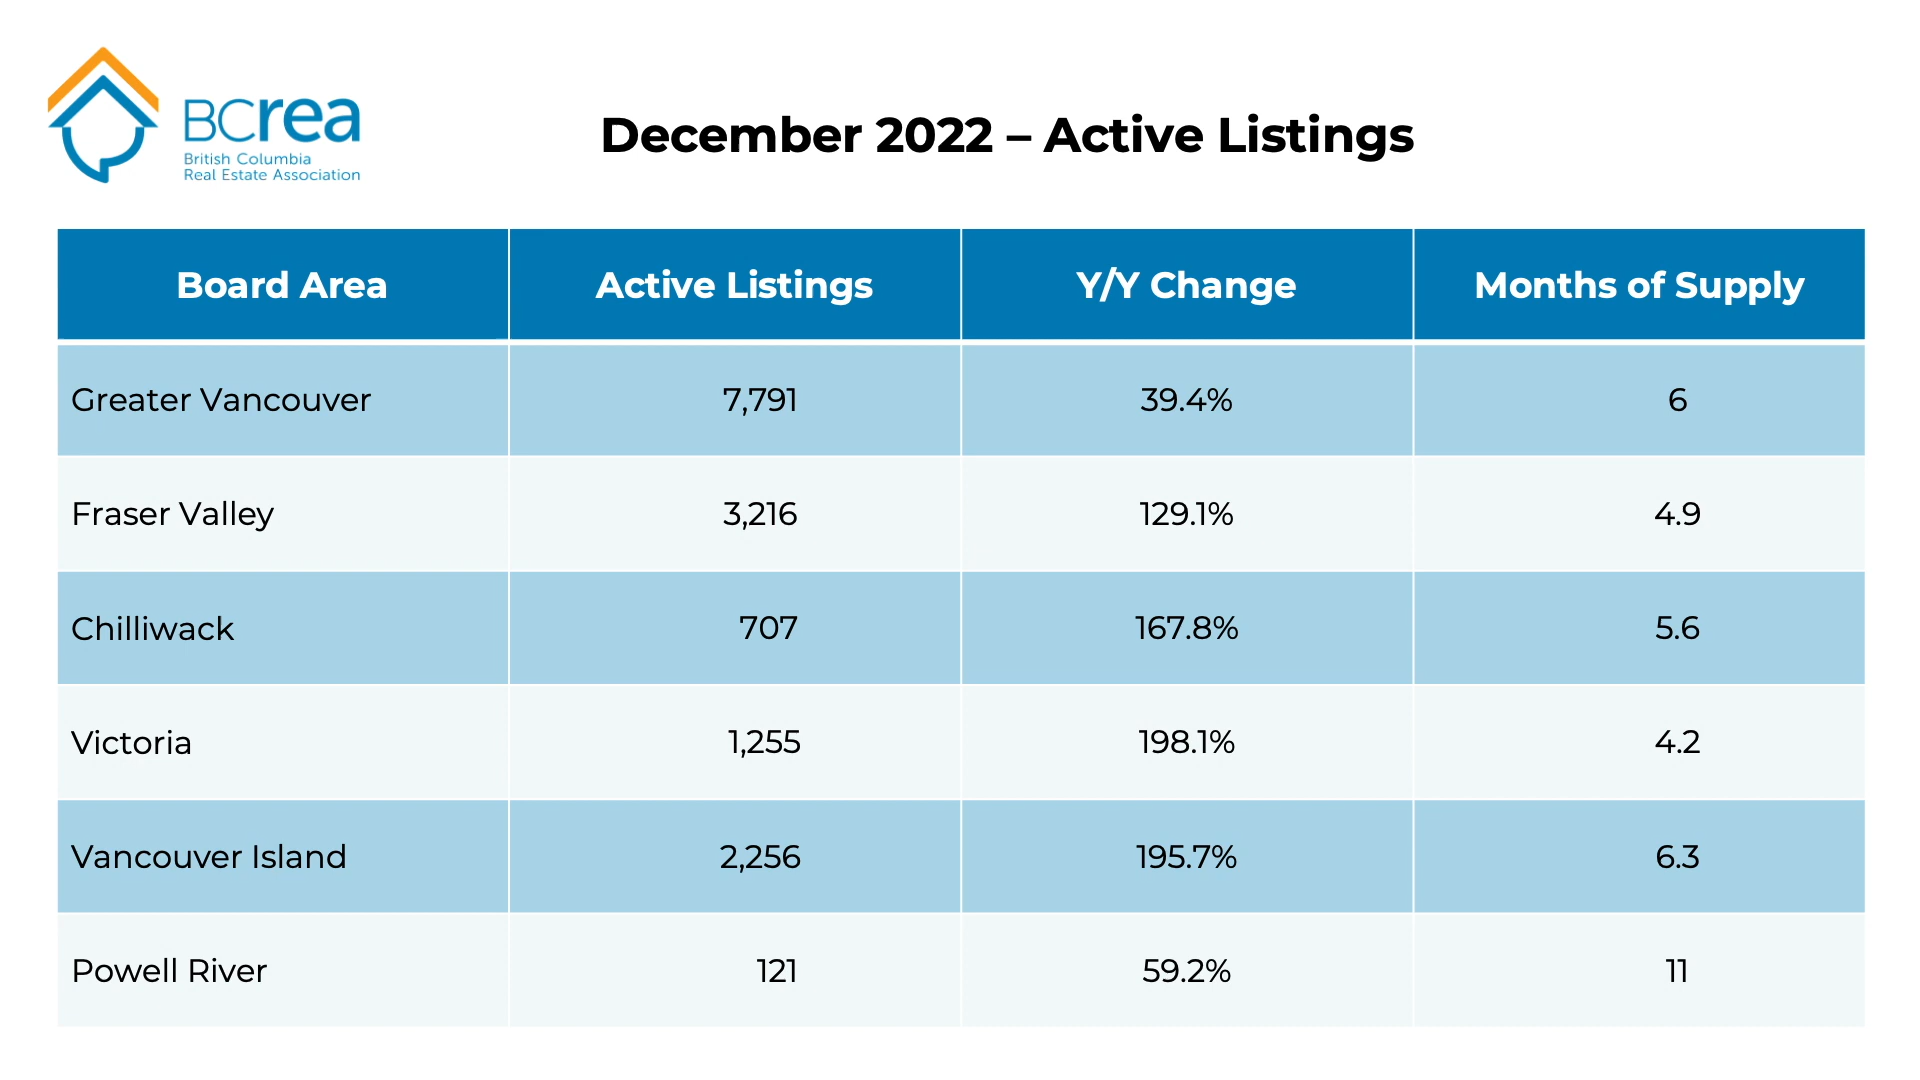 BCrea
British Columbia
Real Estate Association
December 2022 – Active Listings
Board Area Active Listings Y/Y Change Months of Supply
Greater Vancouver 7,791 39.4% 6
Fraser Valley 3,216 129.1% 4.9
Chilliwack 707 167.8% 5.6
Victoria 1,255 198.1% 4.2
Vancouver Island 2,256 195.7% 6.3
Powell River 121 59.2% 11